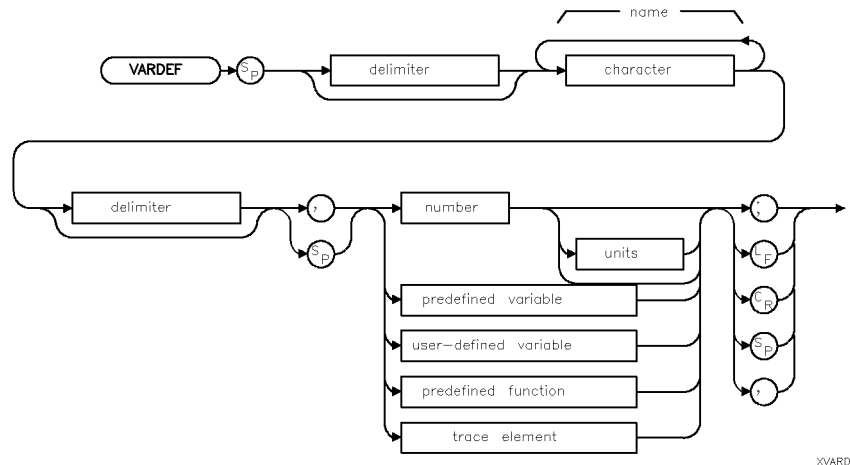 name
VARDEF SP delimiter character
delimiter , number ;
SP units LF
predefined variable CR
user-defined variable SP
predefined function ,
trace element
XVARD